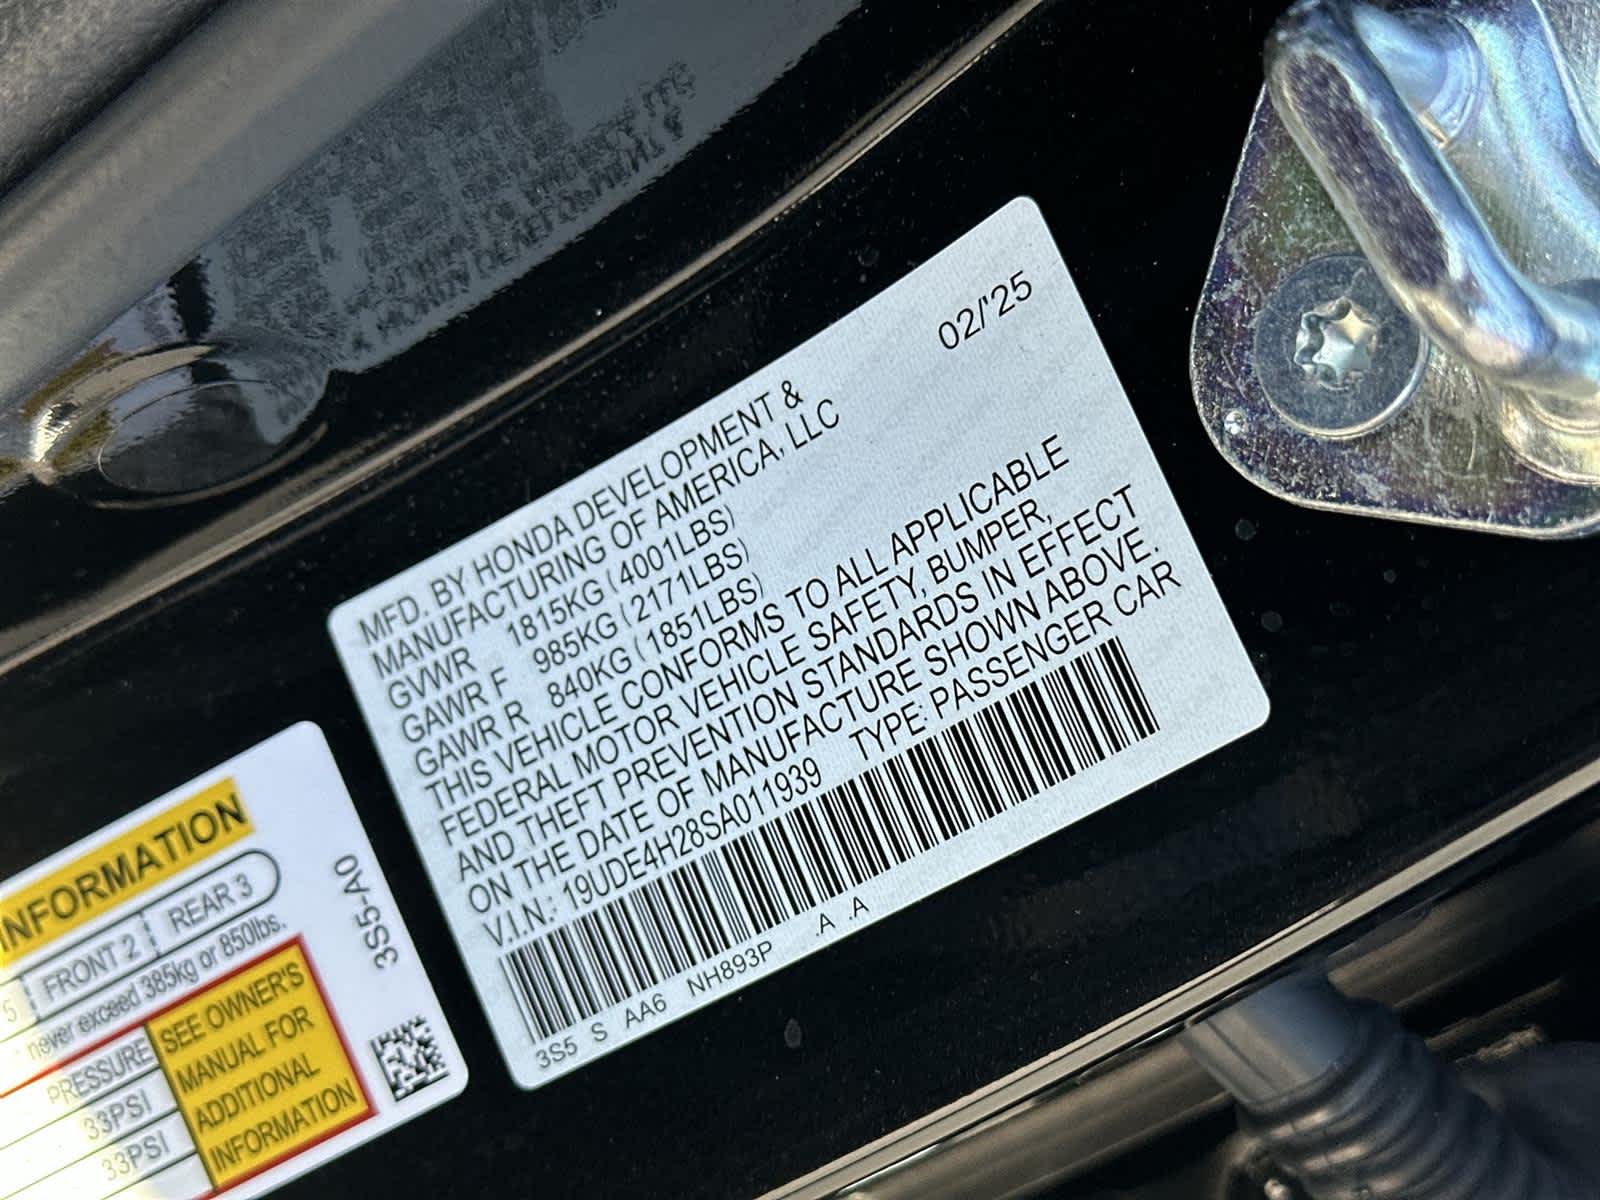 02/'25
MFD. BY HONDA DEVELOPMENT &
MANUFACTURING OF AMERICA, LLC
GVWR 1815KG (4001LBS)
GAWR F 985KG (2171LBS)
GAWR R 840KG (1851LBS)
THIS VEHICLE CONFORMS TO ALL APPLICABLE
FEDERAL MOTOR VEHICLE SAFETY, BUMPER,
AND THEFT PREVENTION STANDARDS IN EFFECT
ON THE DATE OF MANUFACTURE SHOWN ABOVE.
V.I.N.: 19UDE4H28SA011939 TYPE: PASSENGER CAR
3S5 S AA6 NH893P .A .A
INFORMATION
5 FRONT 2 REAR 3
never exceed 385kg or 850lbs.
PRESSURE
33PSI
33PSI
SEE OWNER'S
MANUAL FOR
ADDITIONAL
INFORMATION
3S5-A0